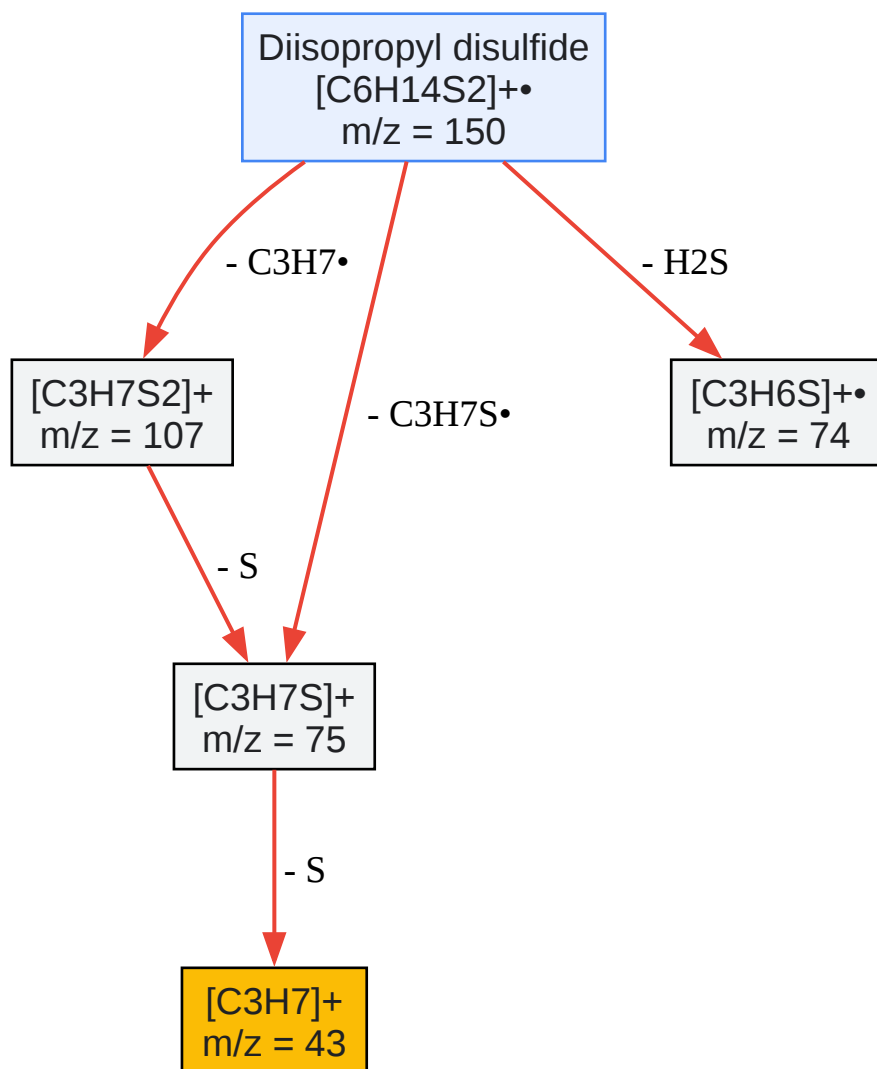 Diisopropyl disulfide
[C6H14S2]+•
m/z = 150
- C3H7•
- H2S
[C3H7S2]+
m/z = 107
- C3H7S•
[C3H6S]+•
m/z = 74
- S
[C3H7S]+
m/z = 75
- S
[C3H7]+
m/z = 43